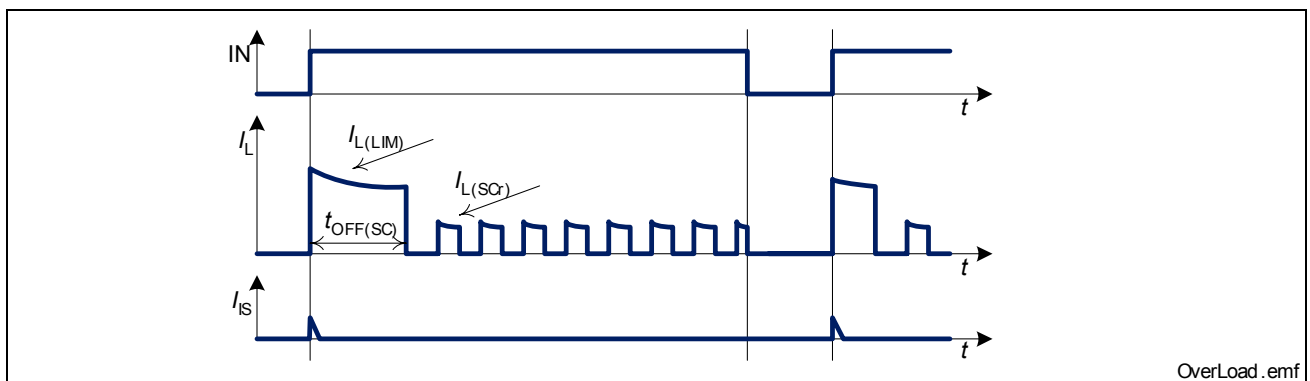 IN
t
I_L
I_L(LIM)
I_L(SCr)
t_OFF(SC)
t
I_IS
t
OverLoad.emf